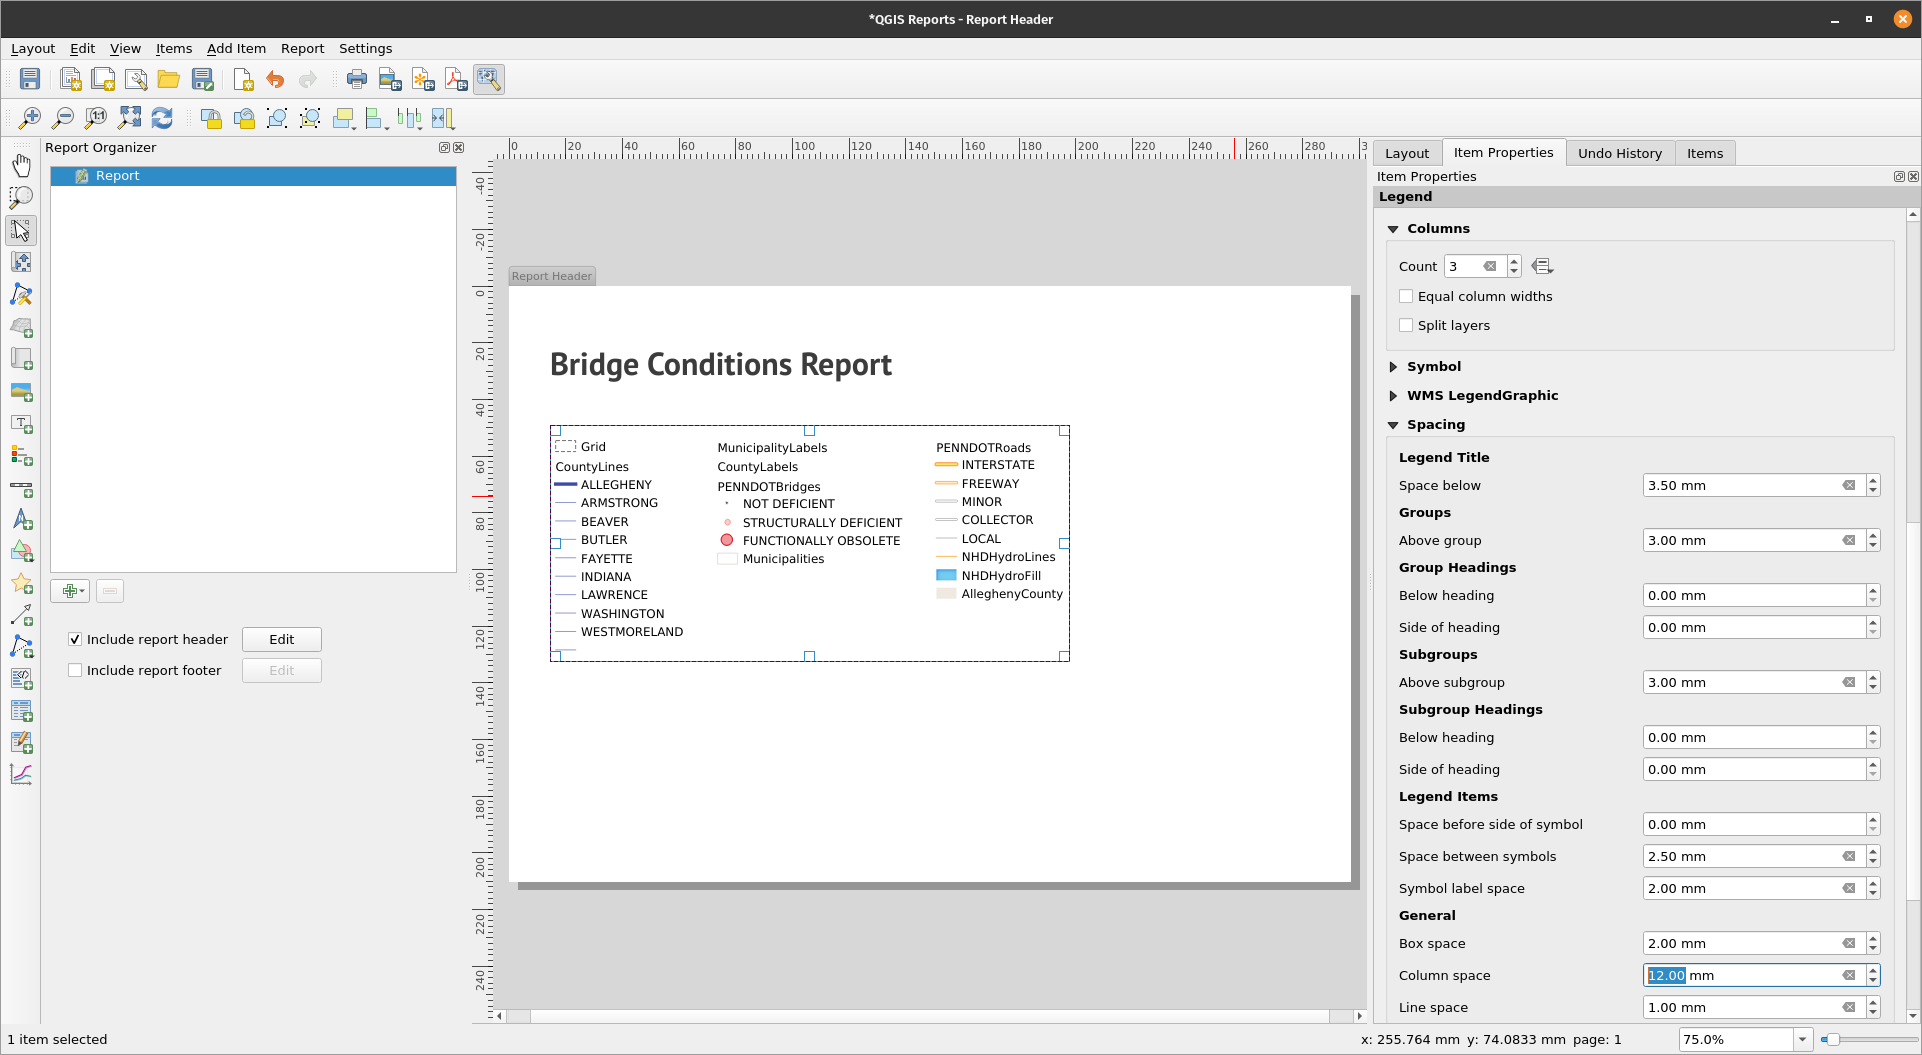 *QGIS Reports - Report Header
Layout Edit View Items Add Item Report Settings
Report Organizer
Report
Include report header Edit
Include report footer Edit
0 20 40 60 80 100 120 140 160 180 200 220 240 260 280 3
-40
-20
0
20
40
60
80
100
120
140
160
180
200
220
240
Report Header
Bridge Conditions Report
Grid
CountyLines
ALLEGHENY
ARMSTRONG
BEAVER
BUTLER
FAYETTE
INDIANA
LAWRENCE
WASHINGTON
WESTMORELAND
MunicipalityLabels
CountyLabels
PENNDOTBridges
NOT DEFICIENT
STRUCTURALLY DEFICIENT
FUNCTIONALLY OBSOLETE
Municipalities
PENNDOTRoads
INTERSTATE
FREEWAY
MINOR
COLLECTOR
LOCAL
NHDHydroLines
NHDHydroFill
AlleghenyCounty
Layout Item Properties Undo History Items
Item Properties
Legend
Columns
Count 3
Equal column widths
Split layers
Symbol
WMS LegendGraphic
Spacing
Legend Title
Space below 3.50 mm
Groups
Above group 3.00 mm
Group Headings
Below heading 0.00 mm
Side of heading 0.00 mm
Subgroups
Above subgroup 3.00 mm
Subgroup Headings
Below heading 0.00 mm
Side of heading 0.00 mm
Legend Items
Space before side of symbol 0.00 mm
Space between symbols 2.50 mm
Symbol label space 2.00 mm
General
Box space 2.00 mm
Column space 12.00 mm
Line space 1.00 mm
1 item selected
x: 255.764 mm y: 74.0833 mm page: 1 75.0%